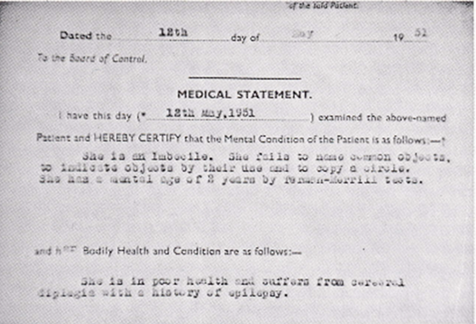 of the said Patient.
Dated the 12th day of May 19 51
To the Board of Control.
MEDICAL STATEMENT.
I have this day (* 12th May, 1951 ) examined the above-named
Patient and HEREBY CERTIFY that the Mental Condition of the Patient is as follows:—†
She is an Imbecile. She fails to name common objects,
to indicate objects by their use and to copy a circle.
She has a mental age of 2 years by Terman-Merrill tests.
and her Bodily Health and Condition are as follows:—
She is in poor health and suffers from cerebral
diplegia with a history of epilepsy.